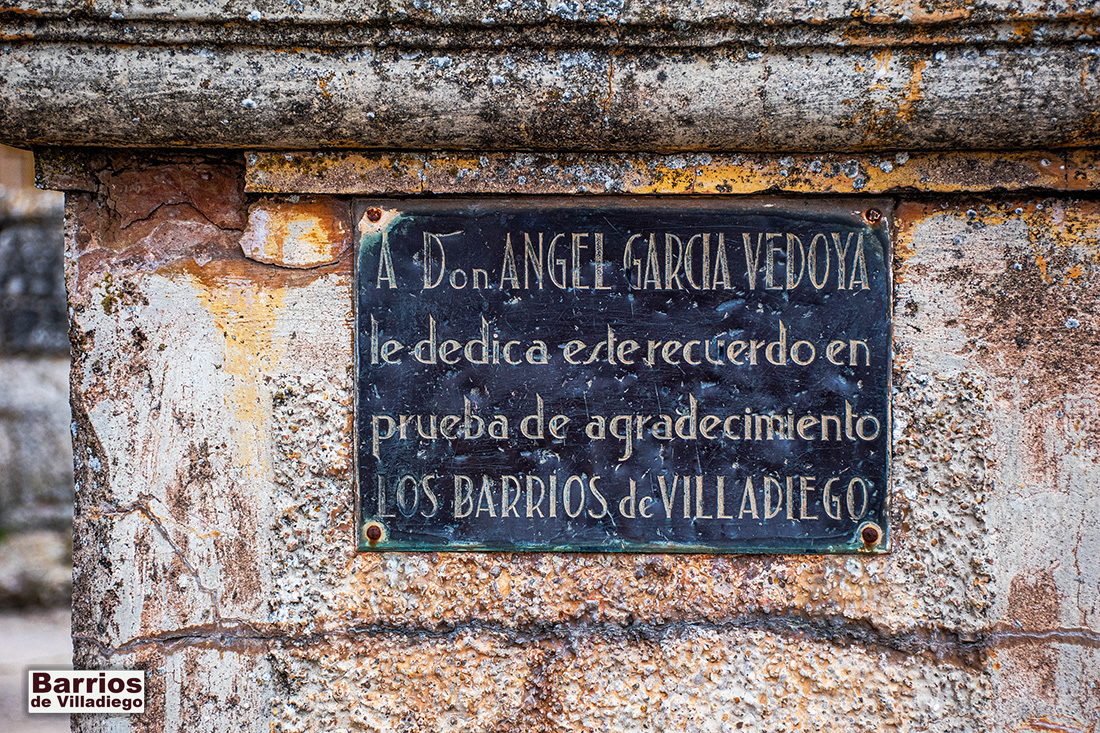 A Don ANGEL GARCIA VEDOYA
le dedica este recuerdo en
prueba de agradecimiento
LOS BARRIOS de VILLADIEGO
Barrios
de Villadiego